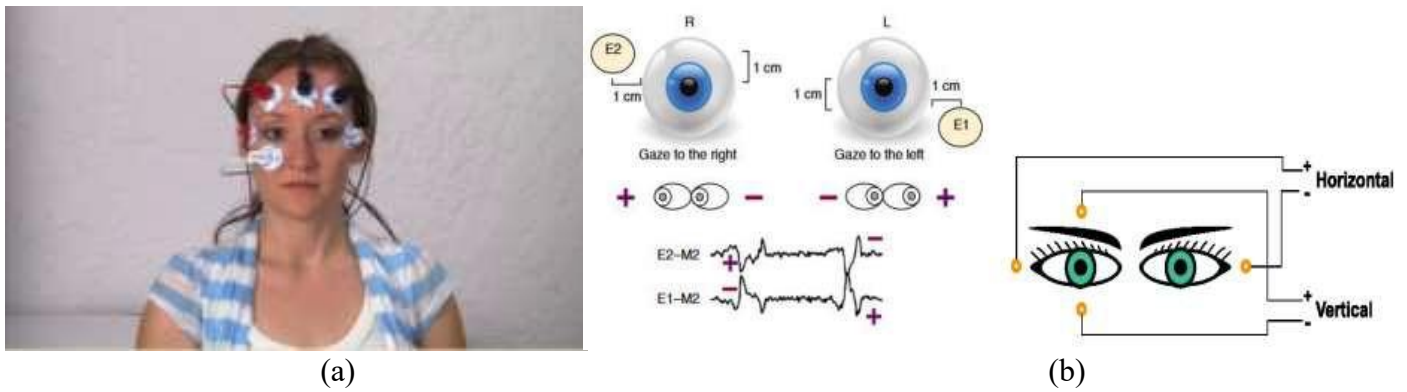 R L
E2
1 cm
1 cm
1 cm
1 cm
E1
Gaze to the right Gaze to the left
+ − − +
E2–M2
+ −
E1–M2
− +
+
Horizontal
-
+
Vertical
-
(a) (b)